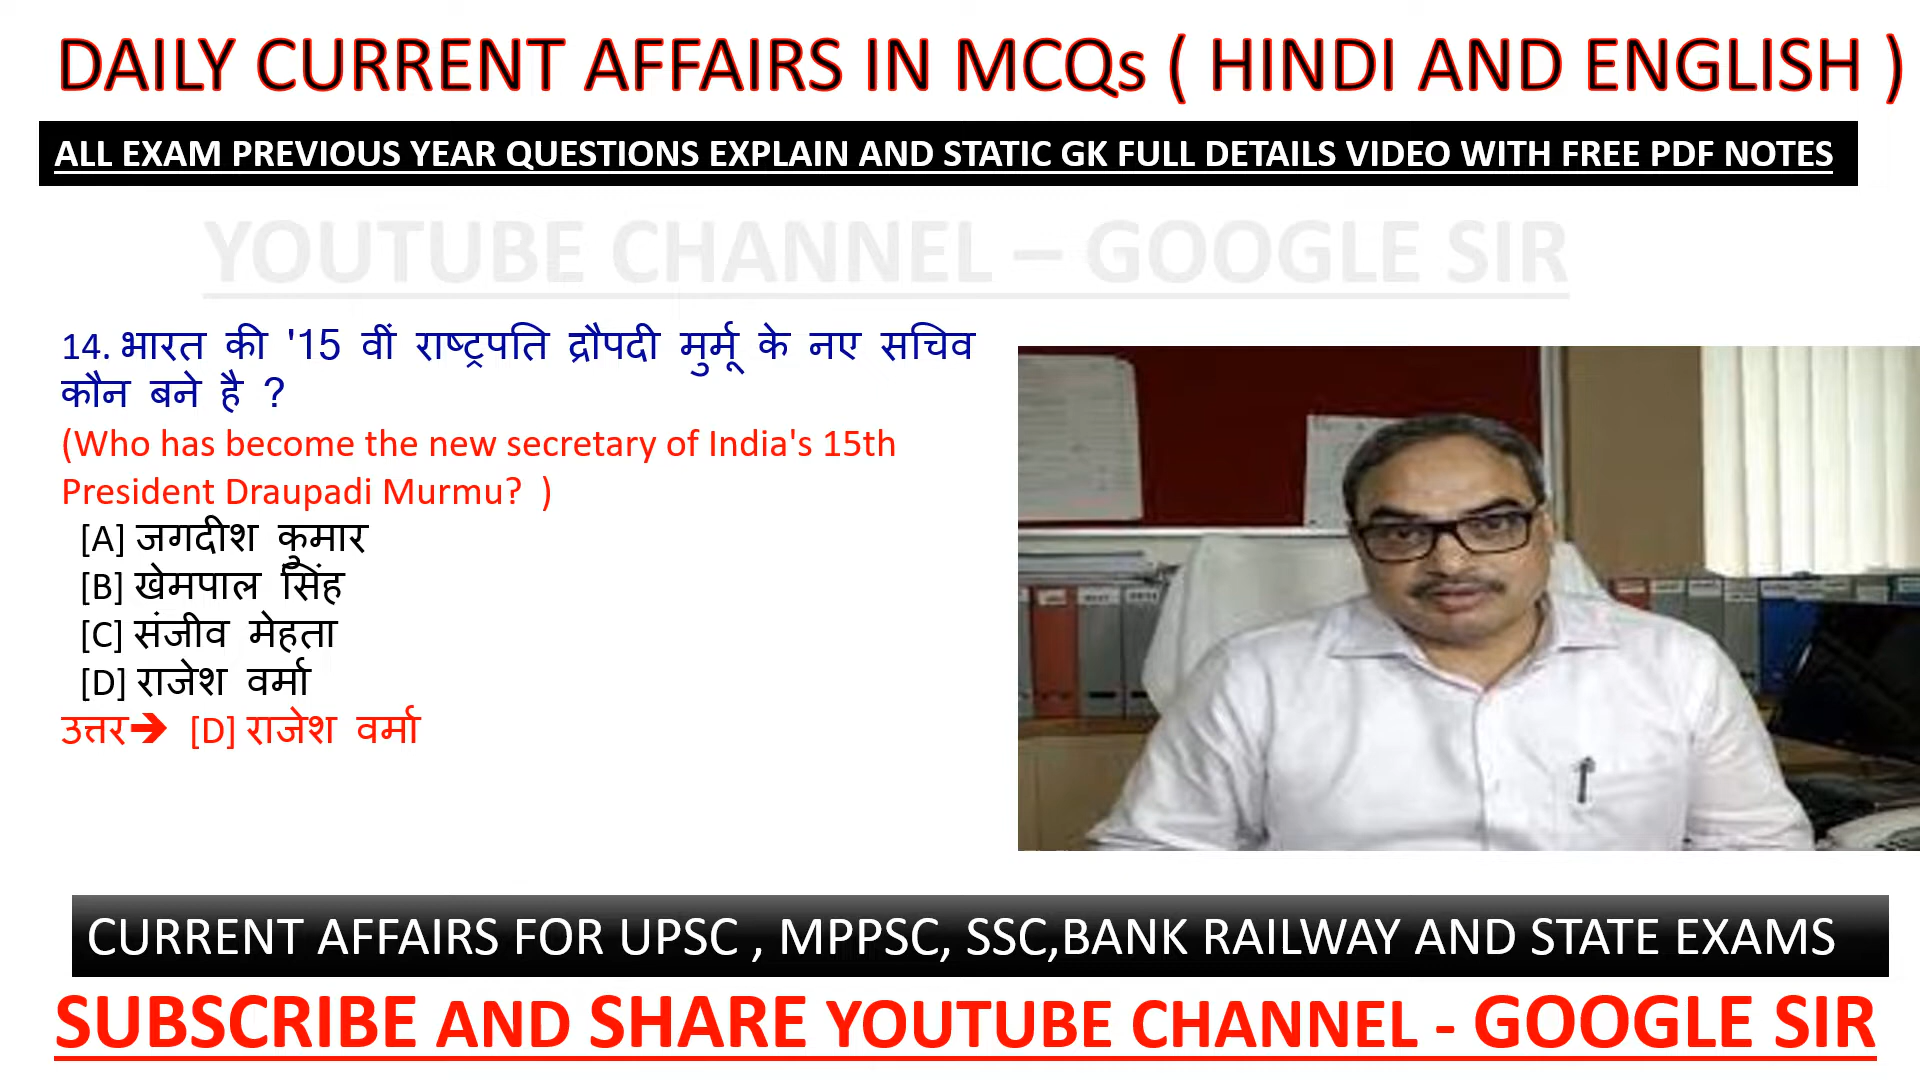 DAILY CURRENT AFFAIRS IN MCQs ( HINDI AND ENGLISH )
ALL EXAM PREVIOUS YEAR QUESTIONS EXPLAIN AND STATIC GK FULL DETAILS VIDEO WITH FREE PDF NOTES
YOUTUBE CHANNEL – GOOGLE SIR
14. भारत की '15 वीं राष्ट्रपति द्रौपदी मुर्मू के नए सचिव
कौन बने है ?
(Who has become the new secretary of India's 15th
President Draupadi Murmu? )
[A] जगदीश कुमार
[B] खेमपाल सिंह
[C] संजीव मेहता
[D] राजेश वर्मा
उत्तर➔ [D] राजेश वर्मा
CURRENT AFFAIRS FOR UPSC , MPPSC, SSC,BANK RAILWAY AND STATE EXAMS
SUBSCRIBE AND SHARE YOUTUBE CHANNEL - GOOGLE SIR